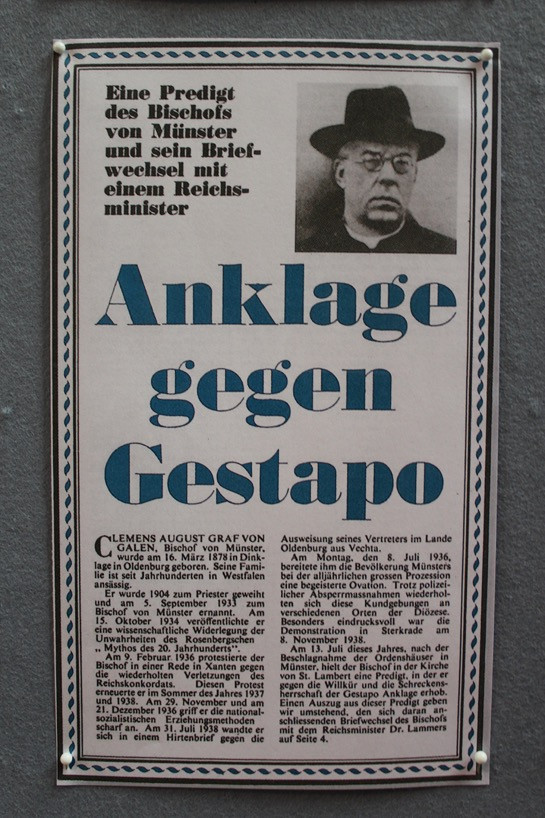 Eine Predigt
des Bischofs
von Münster
und sein Brief-
wechsel mit
einem Reichs-
minister
Anklage
gegen
Gestapo
CLEMENS AUGUST GRAF VON
GALEN, Bischof von Münster,
wurde am 16. März 1878 in Dink-
lage in Oldenburg geboren. Seine Fami-
lie ist seit Jahrhunderten in Westfalen
ansässig.
Er wurde 1904 zum Priester geweiht
und am 5. September 1933 zum
Bischof von Münster ernannt. Am
15. Oktober 1934 veröffentlichte er
eine wissenschaftliche Widerlegung der
Unwahrheiten des Rosenbergschen
„ Mythos des 20. Jahrhunderts".
Am 9. Februar 1936 protestierte der
Bischof in einer Rede in Xanten gegen
die wiederholten Verletzungen des
Reichskonkordats. Diesen Protest
erneuerte er im Sommer des Jahres 1937
und 1938. Am 29. November und am
21. Dezember 1936 griff er die national-
sozialistischen Erziehungsmethoden
scharf an. Am 31. Juli 1938 wandte er
sich in einem Hirtenbrief gegen die
Ausweisung seines Vertreters im Lande
Oldenburg aus Vechta.
Am Montag, den 8. Juli 1936,
bereitete ihm die Bevölkerung Münsters
bei der alljährlichen grossen Prozession
eine begeisterte Ovation. Trotz polizei-
licher Absperrmassnahmen wiederhol-
ten sich diese Kundgebungen an
verschiedenen Orten der Diözese.
Besonders eindrucksvoll war die
Demonstration in Sterkrade am
8. November 1938.
Am 13. Juli dieses Jahres, nach der
Beschlagnahme der Ordenshäuser in
Münster, hielt der Bischof in der Kirche
von St. Lambert eine Predigt, in der er
gegen die Willkür und die Schreckens-
herrschaft der Gestapo Anklage erhob.
Einen Auszug aus dieser Predigt geben
wir umstehend, den sich daran an-
schliessenden Briefwechsel des Bischofs
mit dem Reichsminister Dr. Lammers
auf Seite 4.